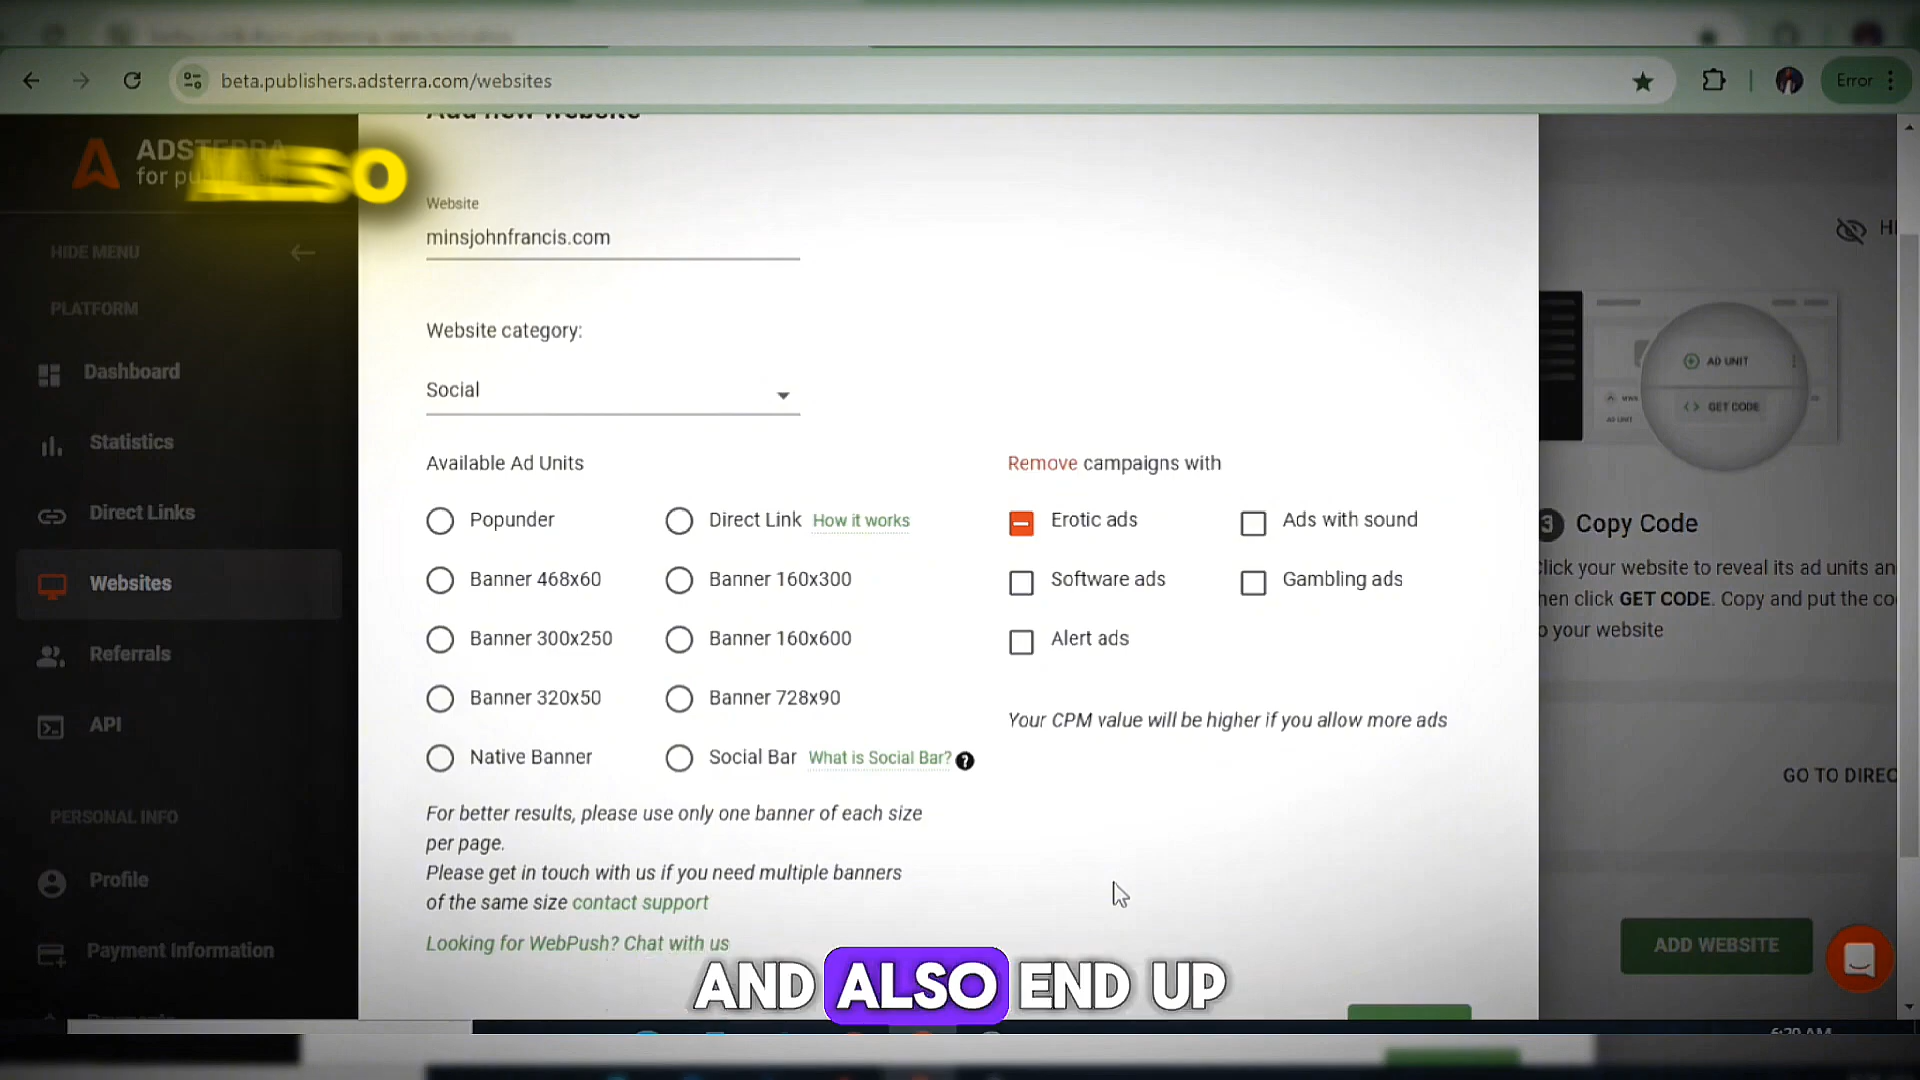 beta.publishers.adsterra.com/websites
Error
Add new website
ADSTERRA
for pu
ALSO
Website
minsjohnfrancis.com
HIDE MENU
PLATFORM
Website category:
Dashboard
Social
AD UNIT
GET CODE
AD UNIT
Statistics
Available Ad Units
Remove campaigns with
Direct Links
Popunder
Direct Link How it works
Erotic ads
Ads with sound
3 Copy Code
Websites
Banner 468x60
Banner 160x300
Software ads
Gambling ads
lick your website to reveal its ad units an
hen click GET CODE. Copy and put the co
o your website
Referrals
Banner 300x250
Banner 160x600
Alert ads
Banner 320x50
Banner 728x90
Your CPM value will be higher if you allow more ads
API
Native Banner
Social Bar What is Social Bar? ?
GO TO DIREC
PERSONAL INFO
For better results, please use only one banner of each size
per page.
Please get in touch with us if you need multiple banners
of the same size contact support
Profile
Looking for WebPush? Chat with us
Payment Information
ADD WEBSITE
AND ALSO END UP